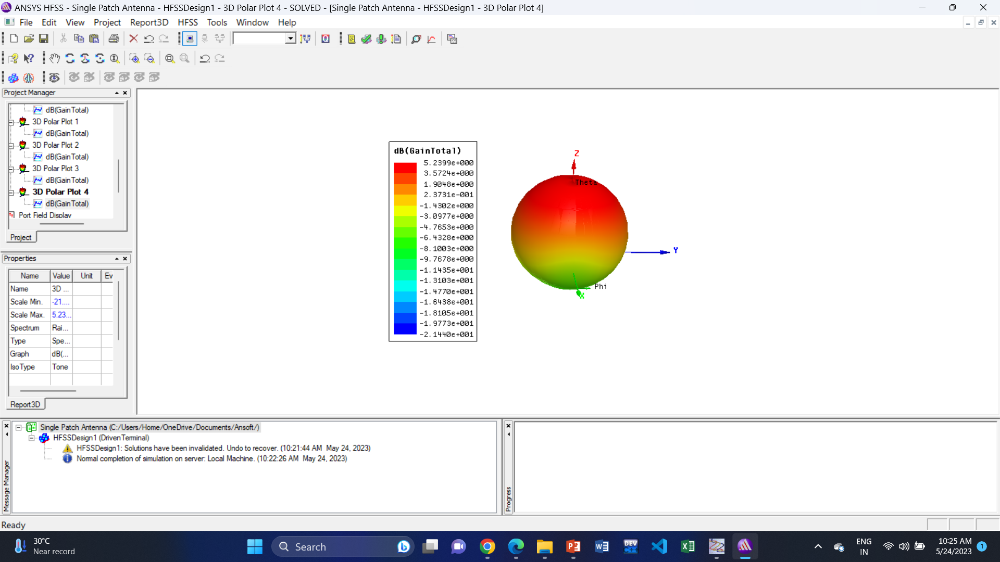 ANSYS HFSS - Single Patch Antenna - HFSSDesign1 - 3D Polar Plot 4 - SOLVED - [Single Patch Antenna - HFSSDesign1 - 3D Polar Plot 4]
File Edit View Project Report3D HFSS Tools Window Help
Project Manager
dB(GainTotal)
3D Polar Plot 1
dB(GainTotal)
3D Polar Plot 2
dB(GainTotal)
3D Polar Plot 3
dB(GainTotal)
3D Polar Plot 4
dB(GainTotal)
Port Field Display
Project
Properties
Name Value Unit Ev
Name 3D ...
Scale Min. -21....
Scale Max. 5.23...
Spectrum Rai...
Type Spe...
Graph dB(...
IsoType Tone
Report3D
dB(GainTotal)
5.2399e+000
3.5724e+000
1.9048e+000
2.3731e-001
-1.4302e+000
-3.0977e+000
-4.7653e+000
-6.4328e+000
-8.1003e+000
-9.7678e+000
-1.1435e+001
-1.3103e+001
-1.4770e+001
-1.6438e+001
-1.8105e+001
-1.9773e+001
-2.1440e+001
Z
Theta
Y
Phi
X
Message Manager
Single Patch Antenna (C:/Users/Home/OneDrive/Documents/Ansoft/)
HFSSDesign1 (DrivenTerminal)
HFSSDesign1: Solutions have been invalidated. Undo to recover. (10:21:44 AM May 24, 2023)
Normal completion of simulation on server: Local Machine. (10:22:26 AM May 24, 2023)
Progress
Ready
30°C
Near record
Search
DEV
ENG
IN
10:25 AM
5/24/2023
1